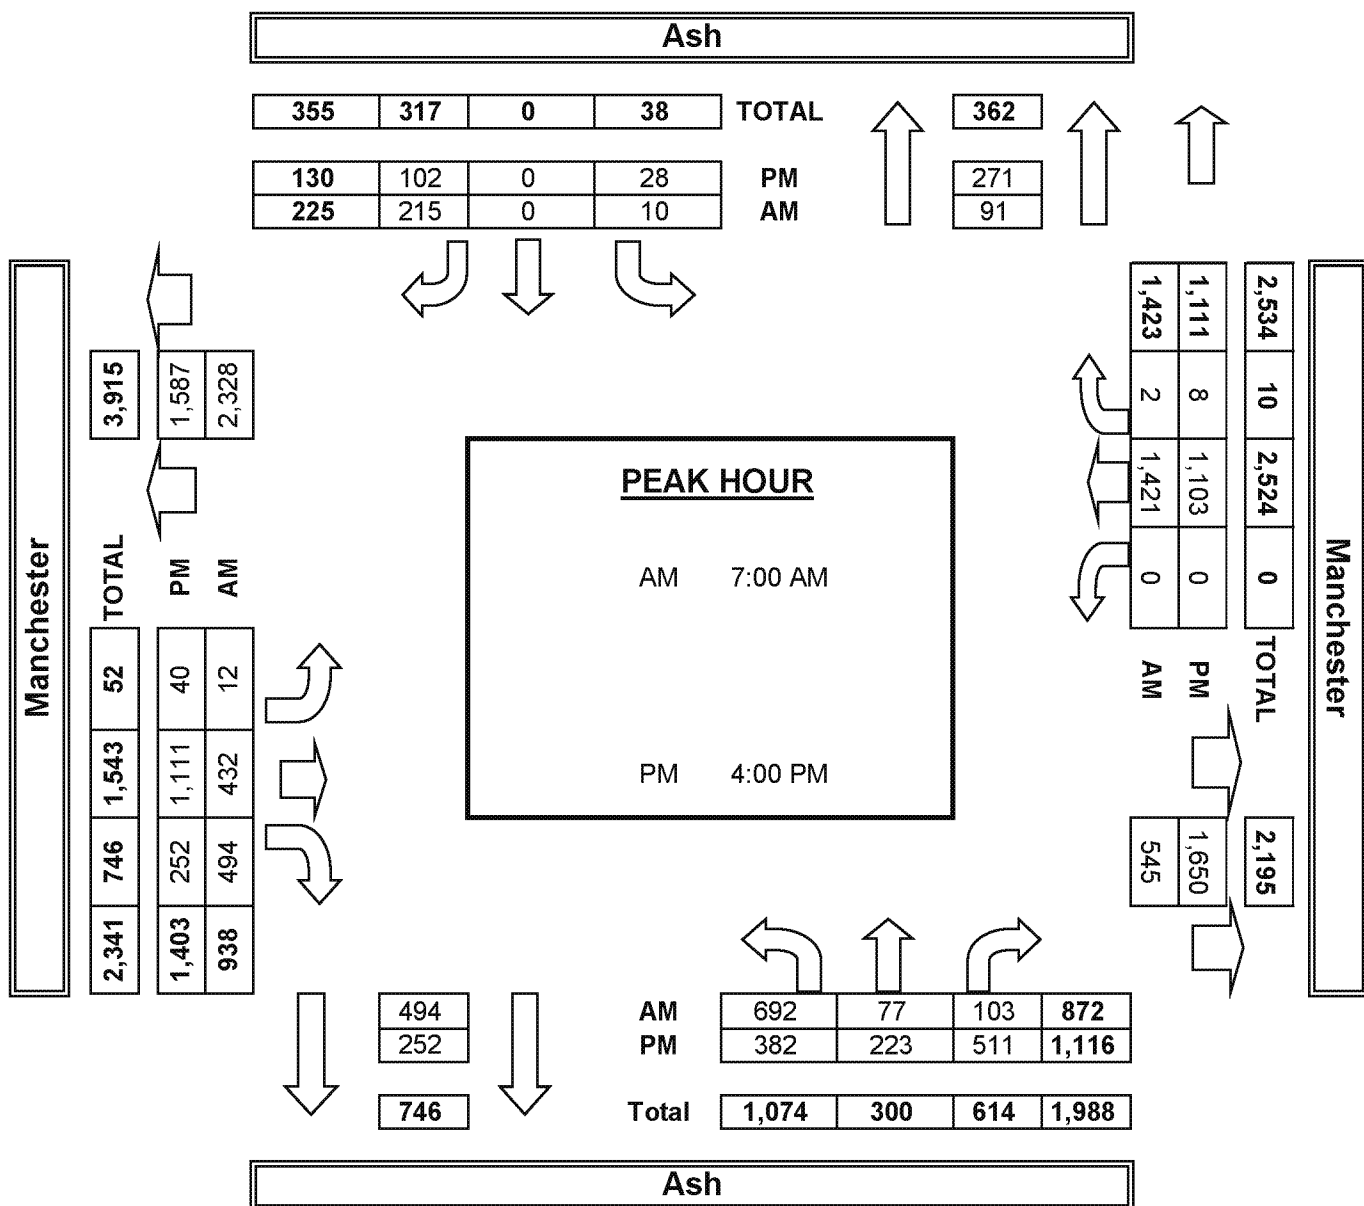 Ash
355 317 0 38 TOTAL 362
130 102 0 28 PM 271
225 215 0 10 AM 91
Manchester
3,915 1,587 2,328
TOTAL PM AM
52 40 12
1,543 1,111 432
746 252 494
2,341 1,403 938
PEAK HOUR
AM 7:00 AM
PM 4:00 PM
1,423 1,111 2,534
2 8 10
1,421 1,103 2,524
0 0 0
AM PM TOTAL
545 1,650 2,195
Manchester
494 AM 692 77 103 872
252 PM 382 223 511 1,116
746 Total 1,074 300 614 1,988
Ash